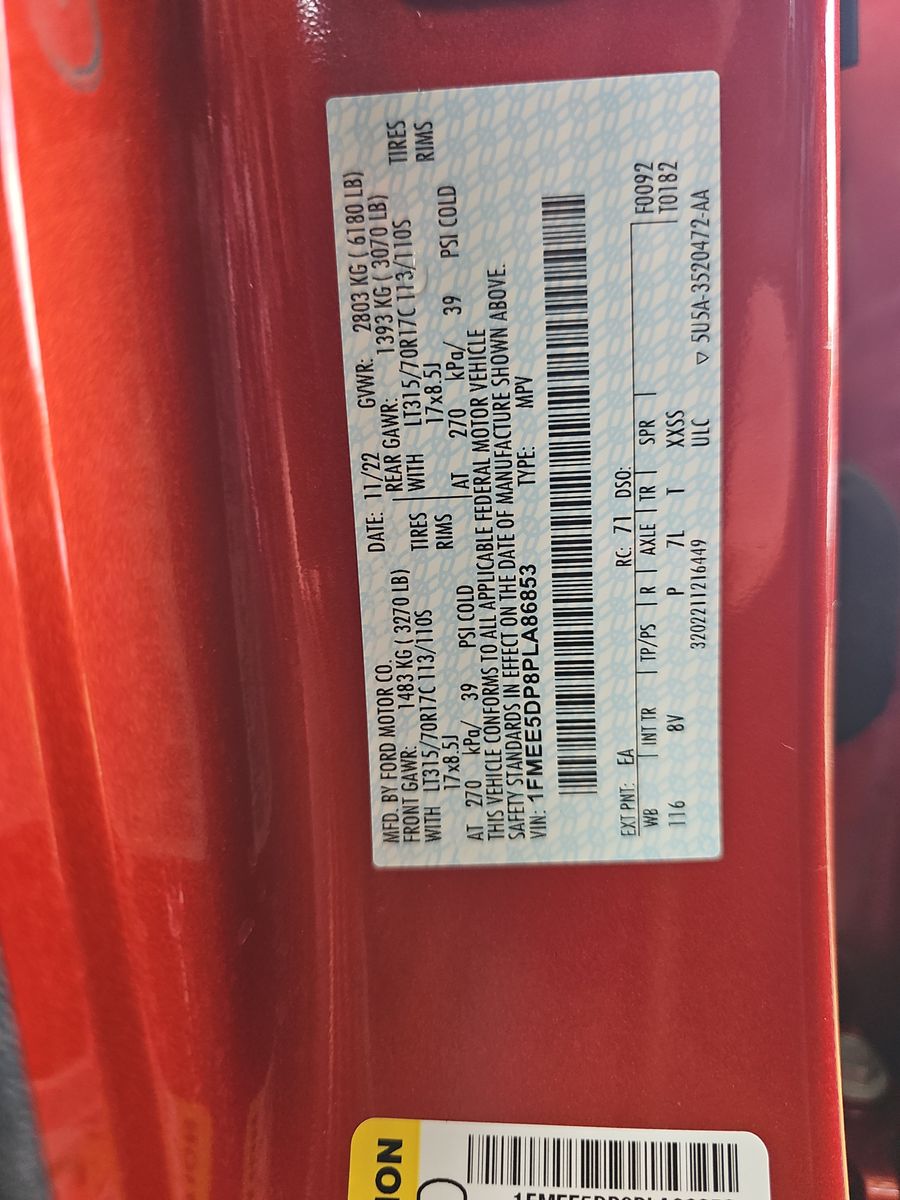 MFD. BY FORD MOTOR CO.
DATE: 11/22 GVWR: 2803 KG ( 6180 LB)
FRONT GAWR: 1483 KG ( 3270 LB) REAR GAWR: 1393 KG ( 3070 LB)
WITH LT315/70R17C 113/110S TIRES WITH LT315/70R17C 113/110S TIRES
17x8.5J RIMS 17x8.5J RIMS
AT 270 kPa/ 39 PSI COLD AT 270 kPa/ 39 PSI COLD
THIS VEHICLE CONFORMS TO ALL APPLICABLE FEDERAL MOTOR VEHICLE
SAFETY STANDARDS IN EFFECT ON THE DATE OF MANUFACTURE SHOWN ABOVE.
VIN: 1FMEE5DP8PLA86853 TYPE: MPV
EXT PNT: EA RC: 71 DSO: F0092
WB INT TR TP/PS R AXLE TR SPR T0182
116 8V P 7L T XXSS
3202211216449 ULC ▽ 5U5A-3520472-AA
ION